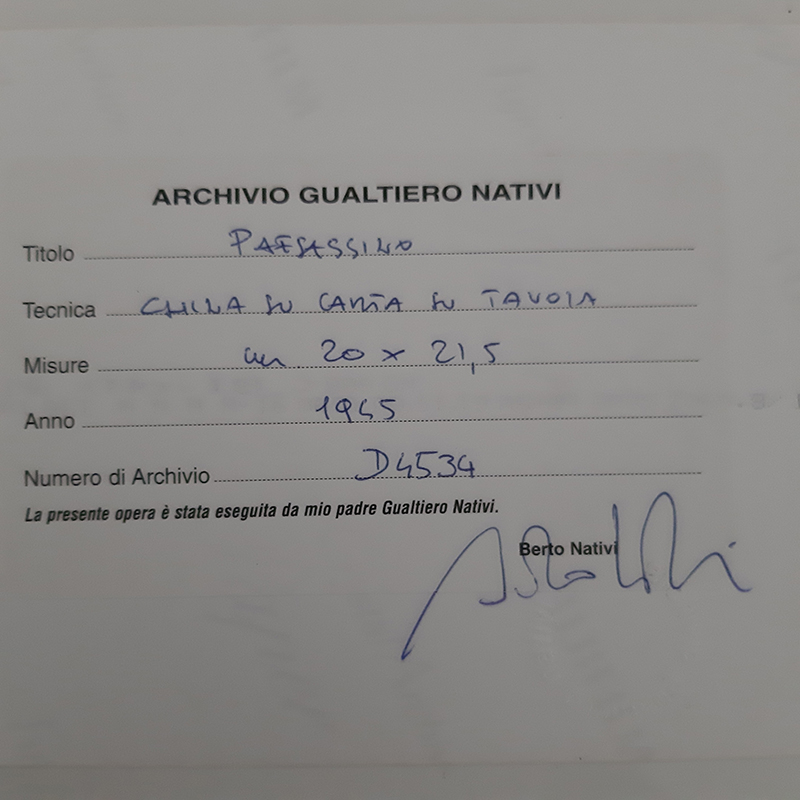 ARCHIVIO GUALTIERO NATIVI
Titolo PAESAGGINO
Tecnica CHINA SU CARTA SU TAVOLA
Misure cm 20 x 21,5
Anno 1945
Numero di Archivio D4534
La presente opera è stata eseguita da mio padre Gualtiero Nativi.
Berto Nativi